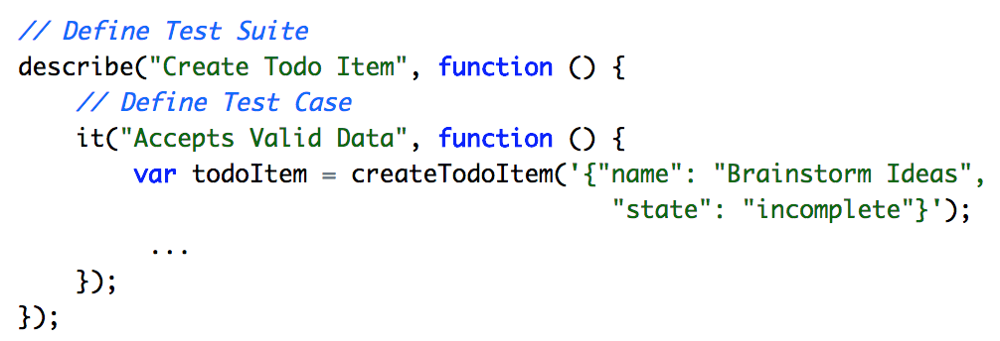 // Define Test Suite
describe("Create Todo Item", function () {
    // Define Test Case
    it("Accepts Valid Data", function () {
        var todoItem = createTodoItem('{"name": "Brainstorm Ideas",
                                         "state": "incomplete"}');
         ...
    });
});